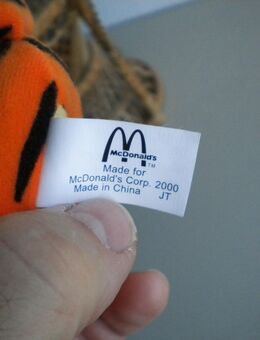 McDonald's
TM
Made for
McDonald's Corp. 2000
Made in China JT